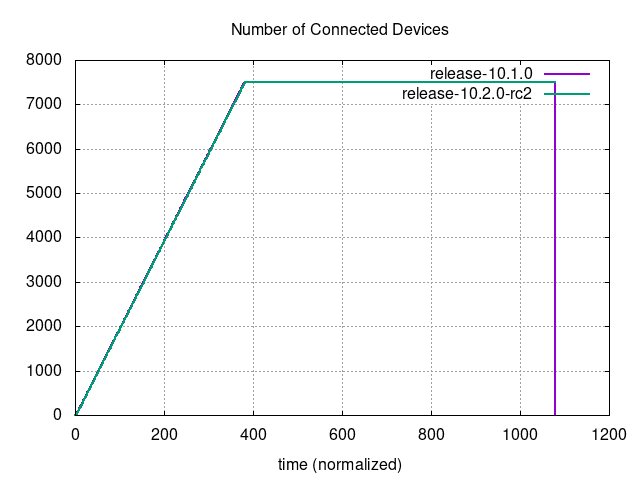 Number of Connected Devices
8000
7000
6000
5000
4000
3000
2000
1000
0
release-10.1.0
release-10.2.0-rc2
0 200 400 600 800 1000 1200
time (normalized)